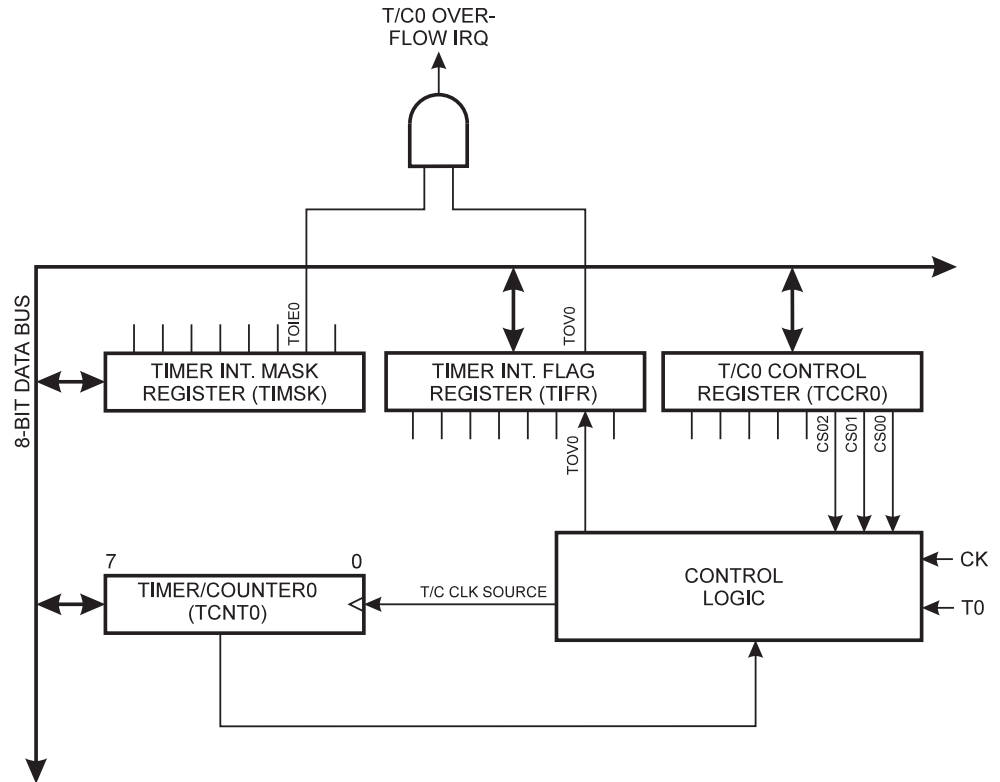 T/C0 OVER-
FLOW IRQ
8-BIT DATA BUS
TOIE0
TOV0
TIMER INT. MASK
REGISTER (TIMSK)
TIMER INT. FLAG
REGISTER (TIFR)
T/C0 CONTROL
REGISTER (TCCR0)
TOV0
CS02
CS01
CS00
7
0
TIMER/COUNTER0
(TCNT0)
T/C CLK SOURCE
CONTROL
LOGIC
CK
T0